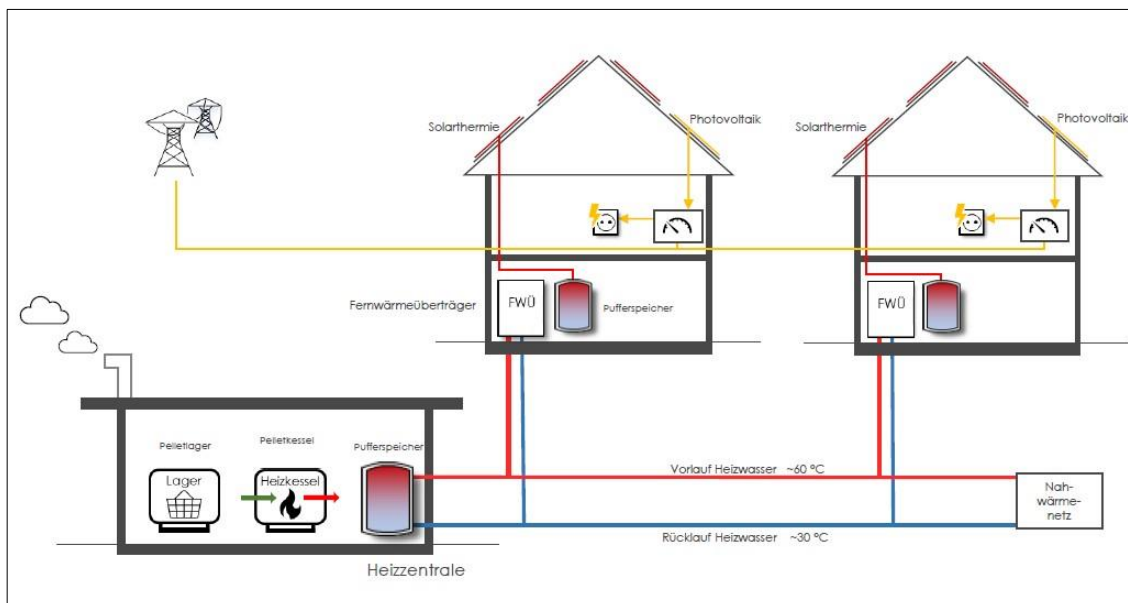 Solarthermie
Photovoltaik
Solarthermie
Photovoltaik
Fernwärmeüberträger
FWÜ
Pufferspeicher
FWÜ
Pelletlager
Pelletkessel
Pufferspeicher
Lager
Heizkessel
Vorlauf Heizwasser ~60 °C
Nah-
wärme-
netz
Rücklauf Heizwasser ~30 °C
Heizzentrale